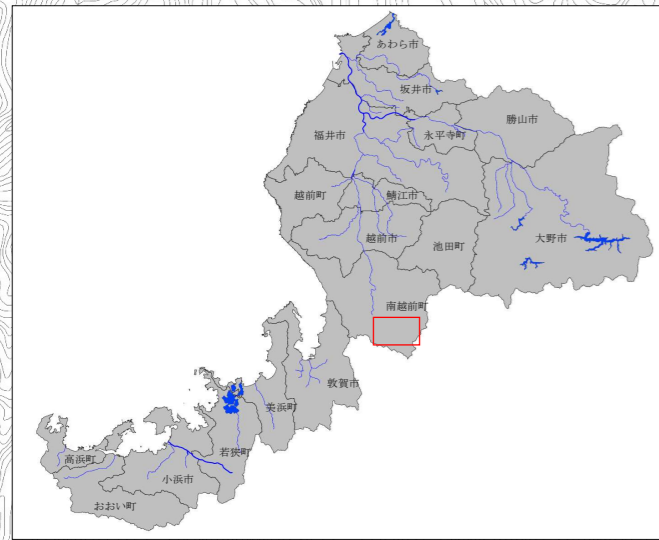 あわら市
坂井市
勝山市
福井市
永平寺町
越前町
鯖江市
大野市
越前市
池田町
南越前町
敦賀市
美浜町
若狭町
高浜町
小浜市
おおい町